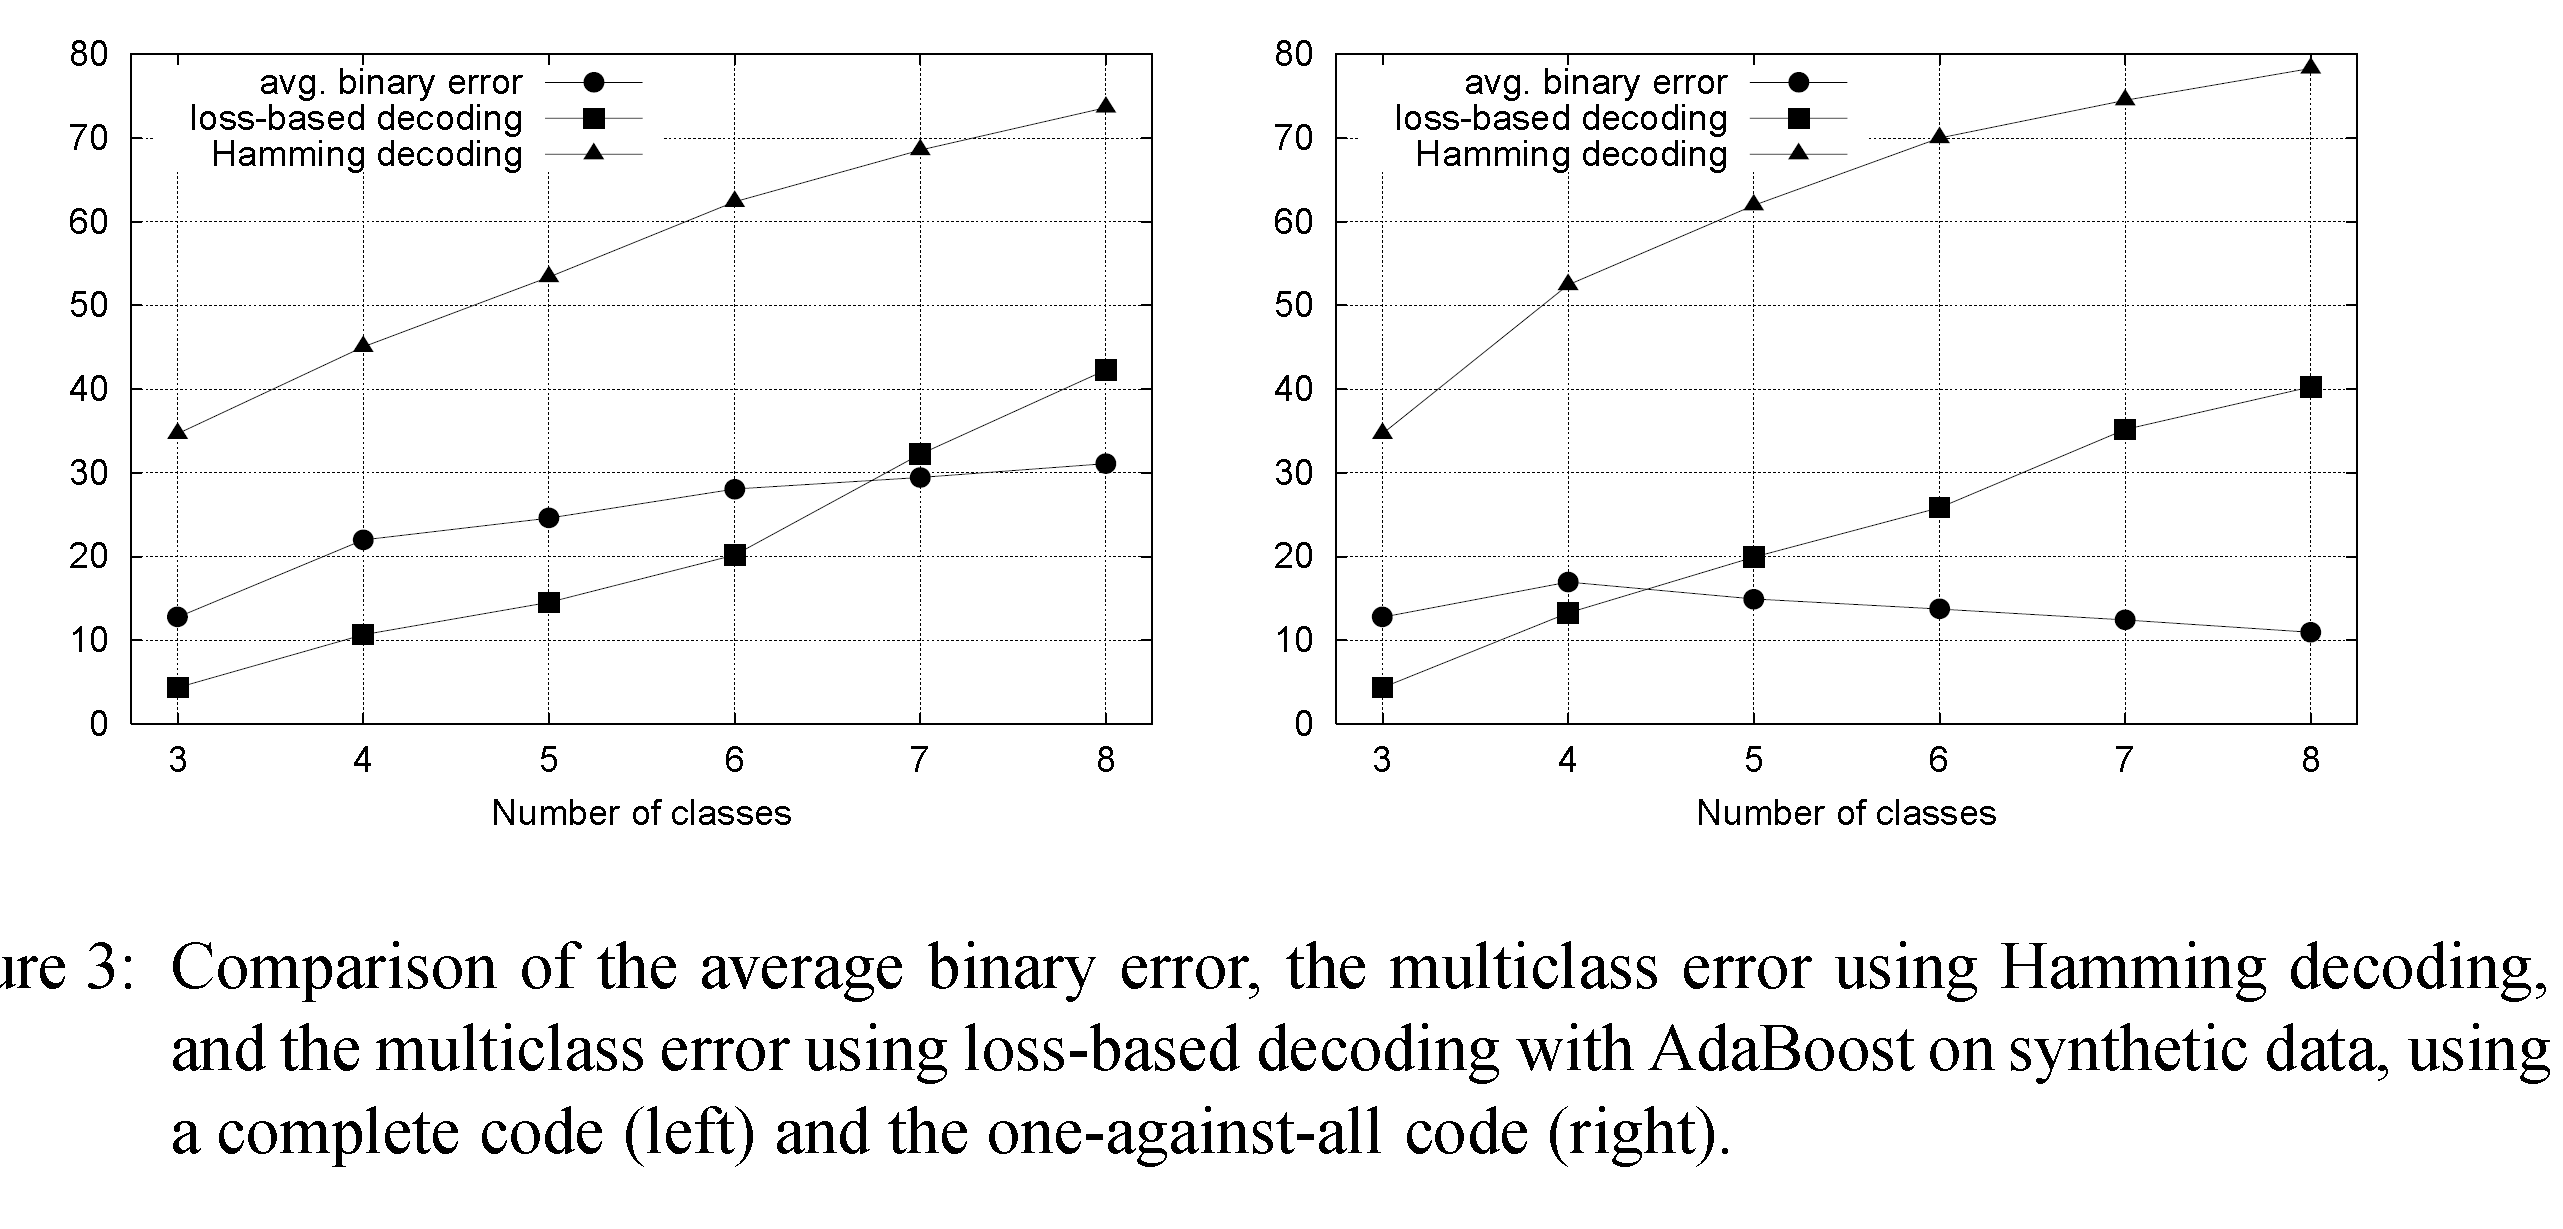 80
70
60
50
40
30
20
10
0
avg. binary error
loss-based decoding
Hamming decoding
3 4 5 6 7 8
Number of classes
80
70
60
50
40
30
20
10
0
avg. binary error
loss-based decoding
Hamming decoding
3 4 5 6 7 8
Number of classes
ure 3: Comparison of the average binary error, the multiclass error using Hamming decoding,
and the multiclass error using loss-based decoding with AdaBoost on synthetic data, using
a complete code (left) and the one-against-all code (right).